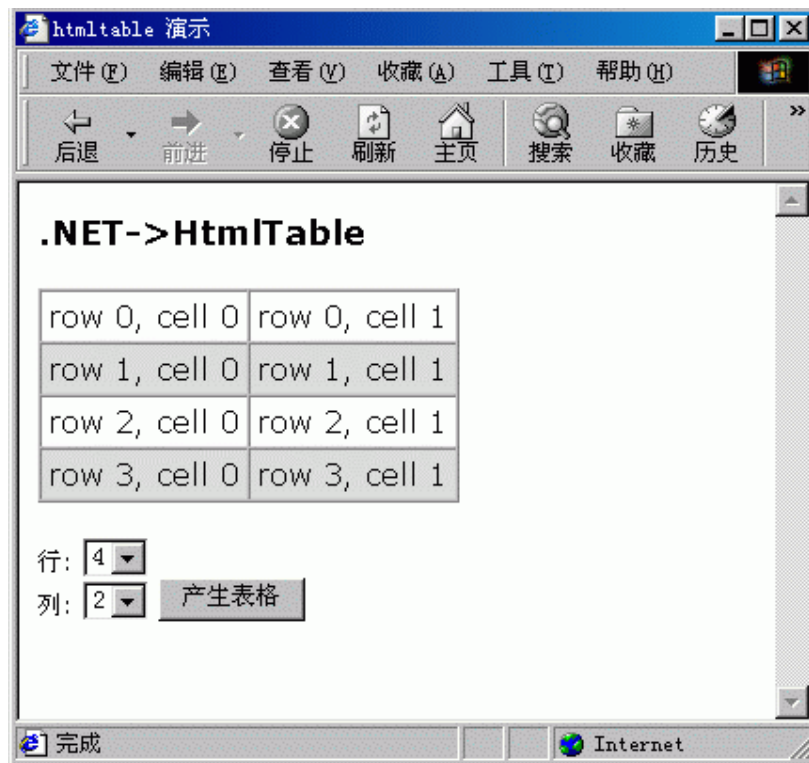 htmltable 演示
文件(F) 编辑(E) 查看(V) 收藏(A) 工具(T) 帮助(H)
后退 前进 停止 刷新 主页 搜索 收藏 历史 »
.NET->HtmlTable
row 0, cell 0 row 0, cell 1
row 1, cell 0 row 1, cell 1
row 2, cell 0 row 2, cell 1
row 3, cell 0 row 3, cell 1
行: 4
列: 2 产生表格
完成 Internet